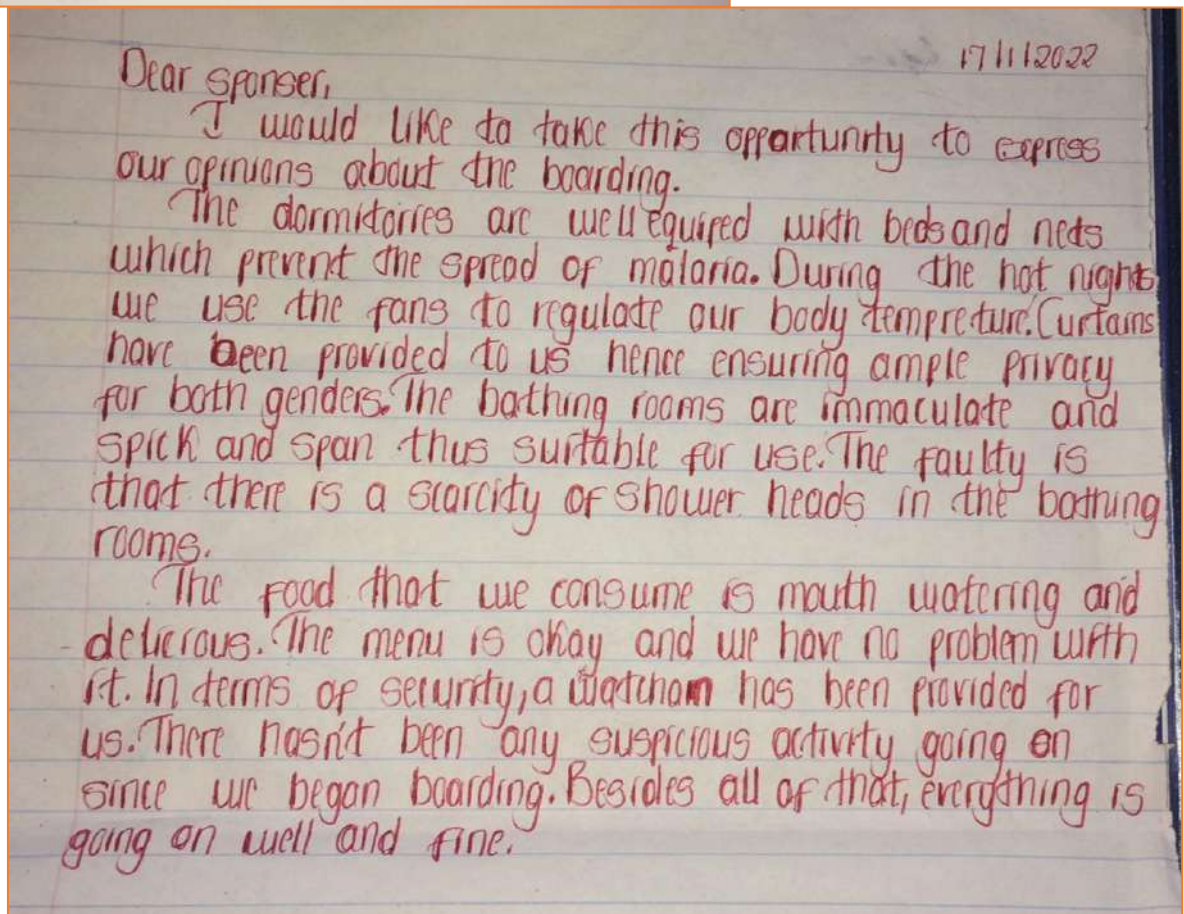 17/1/2022
Dear sponser,
I would like to take this opportunity to express
our opinions about the boarding.
The dormitories are well equiped with beds and nets
which prevent the spread of malaria. During the hot nights
we use the fans to regulate our body tempreture. Curtains
have been provided to us hence ensuring ample privacy
for both genders. The bathing rooms are immaculate and
spick and span thus suitable for use. The faulty is
that there is a scarcity of shower heads in the bathing
rooms.
The food that we consume is mouth watering and
delicious. The menu is okay and we have no problem with
it. In terms of security, a watchman has been provided for
us. There hasn't been any suspicious activity going on
since we began boarding. Besides all of that, everything is
going on well and fine.